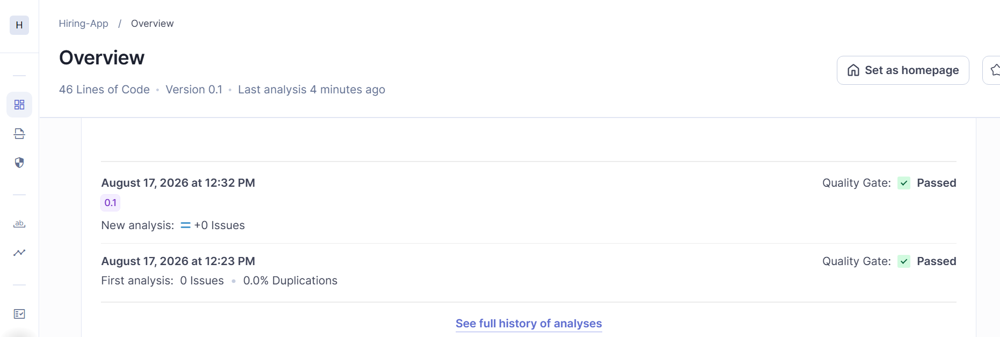 H
Hiring-App / Overview
Overview
46 Lines of Code • Version 0.1 • Last analysis 4 minutes ago
Set as homepage
August 17, 2026 at 12:32 PM
Quality Gate: Passed
0.1
New analysis: +0 Issues
August 17, 2026 at 12:23 PM
Quality Gate: Passed
First analysis: 0 Issues • 0.0% Duplications
ab
See full history of analyses